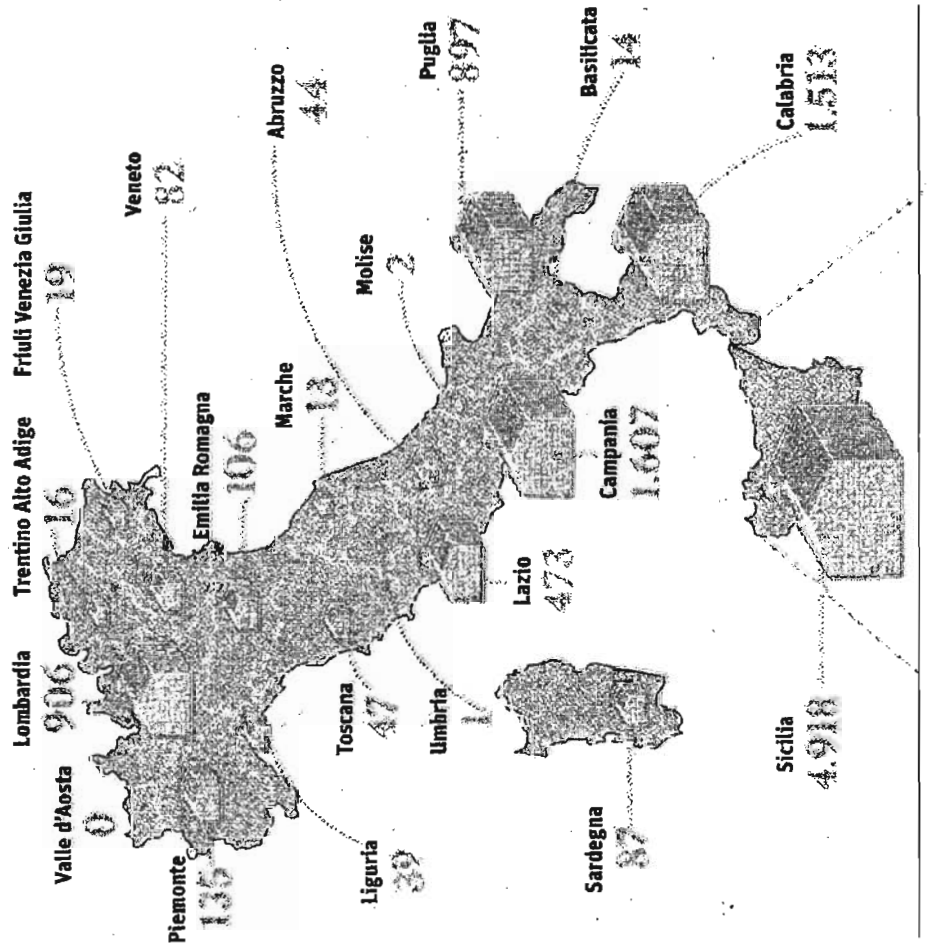 Lombardia
906
Trentino Alto Adige
16
Friuli Venezia Giulia
19
Valle d'Aosta
0
Veneto
82
Piemonte
135
Emilia Romagna
106
Abruzzo
44
Liguria
39
Marche
13
Toscana
47
Molise
2
Umbria
1
Puglia
897
Lazio
473
Campania
1.607
Basilicata
14
Sardegna
87
Sicilia
4.918
Calabria
1.513